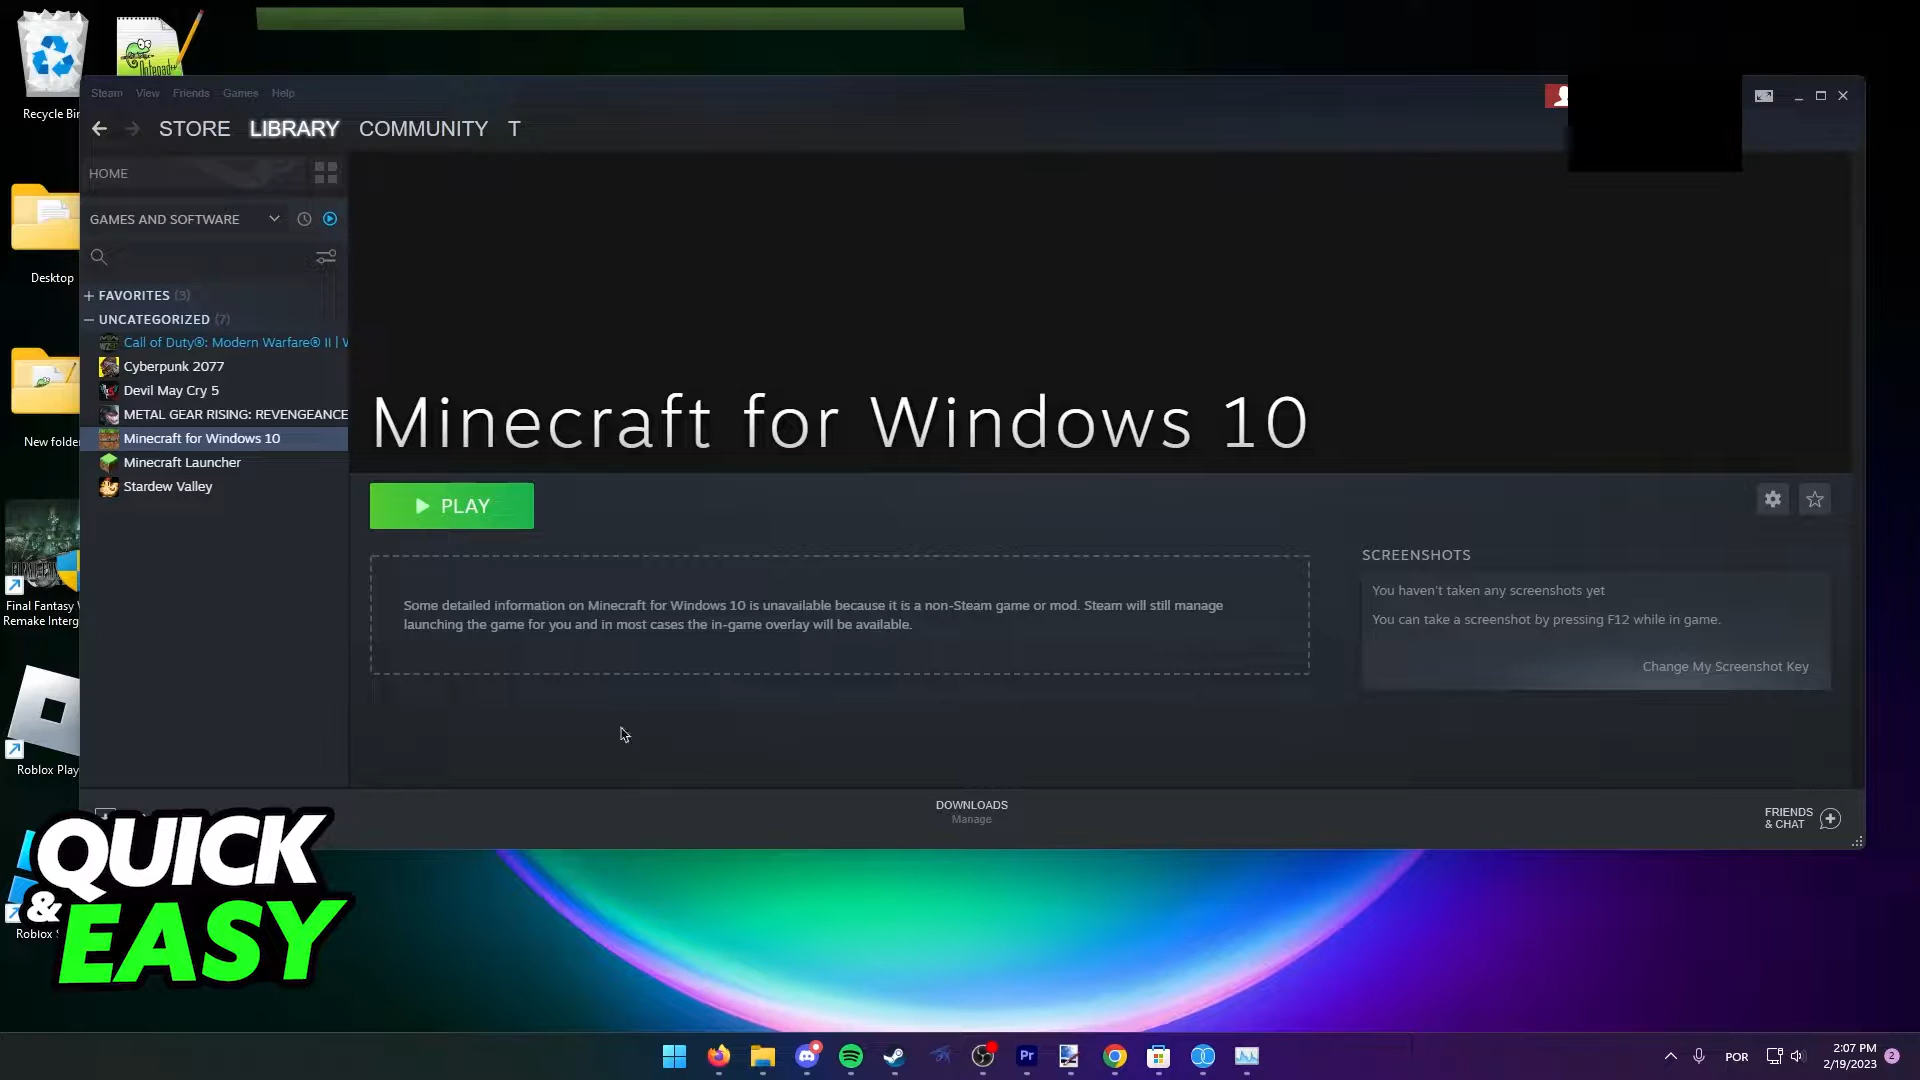 Recycle Bin
Steam View Friends Games Help
STORE LIBRARY COMMUNITY T
HOME
GAMES AND SOFTWARE
Desktop
+ FAVORITES (3)
– UNCATEGORIZED (7)
Call of Duty®: Modern Warfare® II |
Cyberpunk 2077
Devil May Cry 5
METAL GEAR RISING: REVENGEANCE
Minecraft for Windows 10
Minecraft Launcher
Stardew Valley
New folder
Minecraft for Windows 10
PLAY
Some detailed information on Minecraft for Windows 10 is unavailable because it is a non-Steam game or mod. Steam will still manage
launching the game for you and in most cases the in-game overlay will be available.
SCREENSHOTS
You haven't taken any screenshots yet
You can take a screenshot by pressing F12 while in game.
Change My Screenshot Key
Final Fantasy
Remake Interg
Roblox Play
DOWNLOADS
Manage
FRIENDS
& CHAT
QUICK
& EASY
Roblox
Pr
POR
2:07 PM
2/19/2023
2